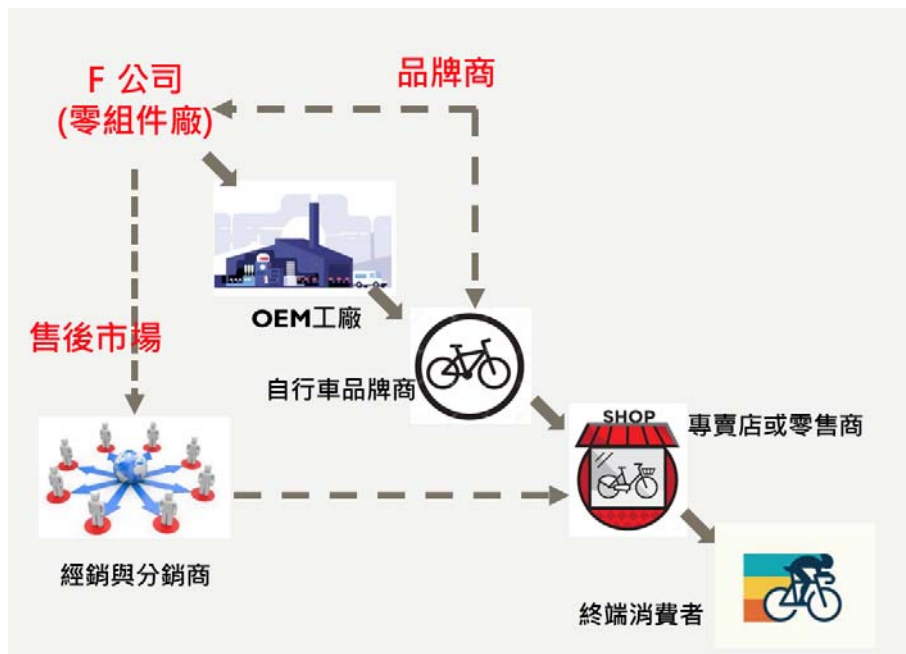 F 公司
(零組件廠)
品牌商
OEM工廠
售後市場
自行車品牌商
SHOP
專賣店或零售商
經銷與分銷商
終端消費者